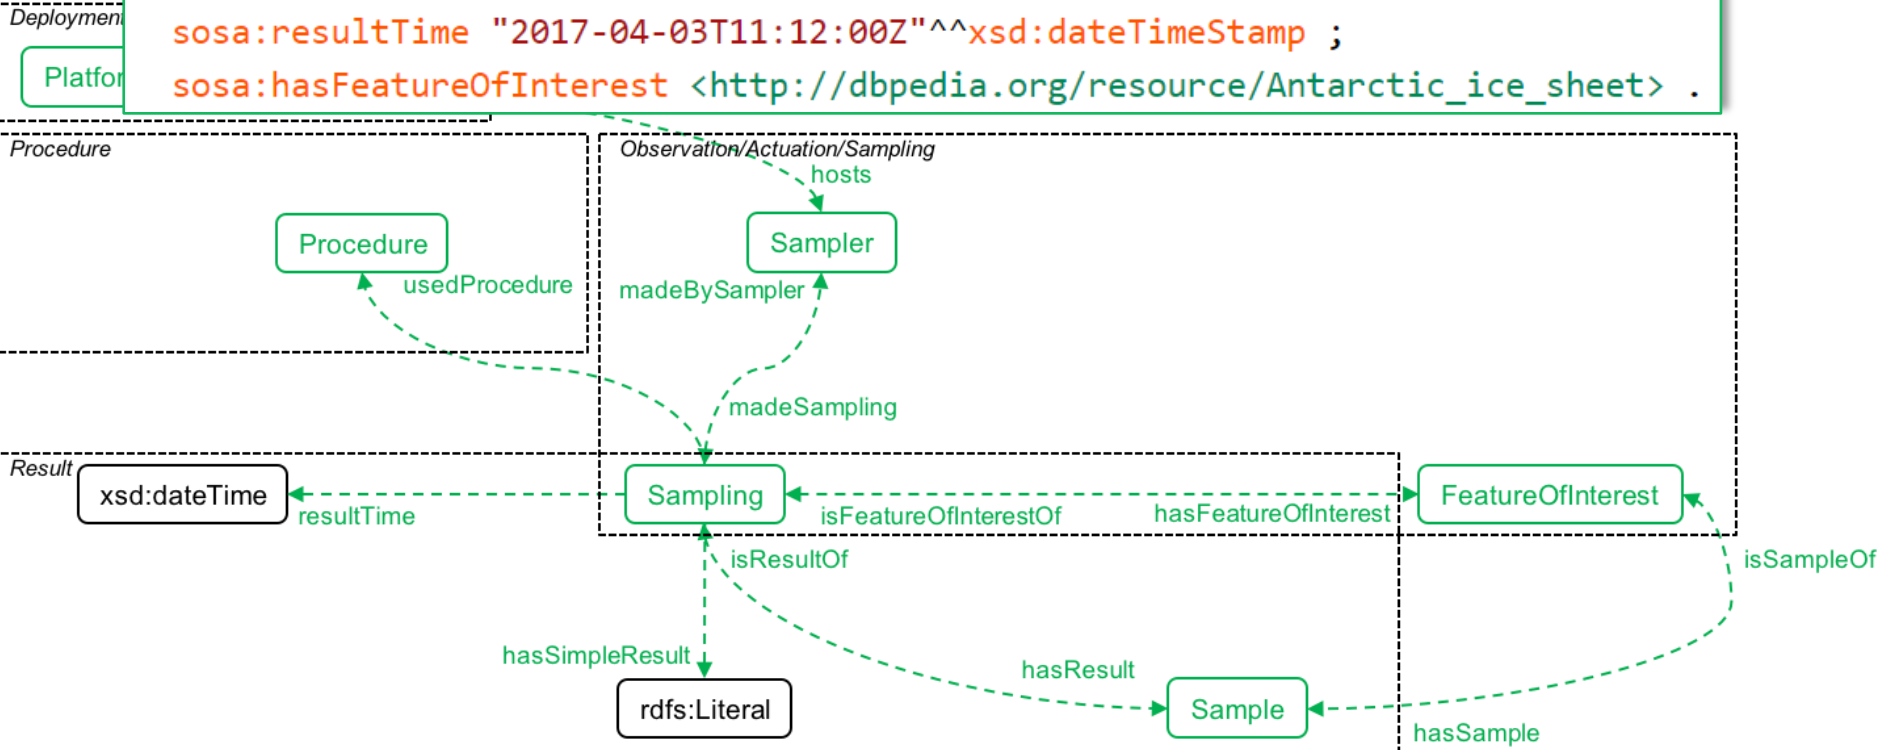 Deployment
sosa:resultTime "2017-04-03T11:12:00Z"^^xsd:dateTimeStamp ;
Platfor
sosa:hasFeatureOfInterest <http://dbpedia.org/resource/Antarctic_ice_sheet> .
Procedure
Observation/Actuation/Sampling
hosts
Procedure
Sampler
usedProcedure
madeBySampler
madeSampling
Result
xsd:dateTime
Sampling
FeatureOfInterest
resultTime
isFeatureOfInterestOf
hasFeatureOfInterest
isResultOf
isSampleOf
hasSimpleResult
hasResult
rdfs:Literal
Sample
hasSample